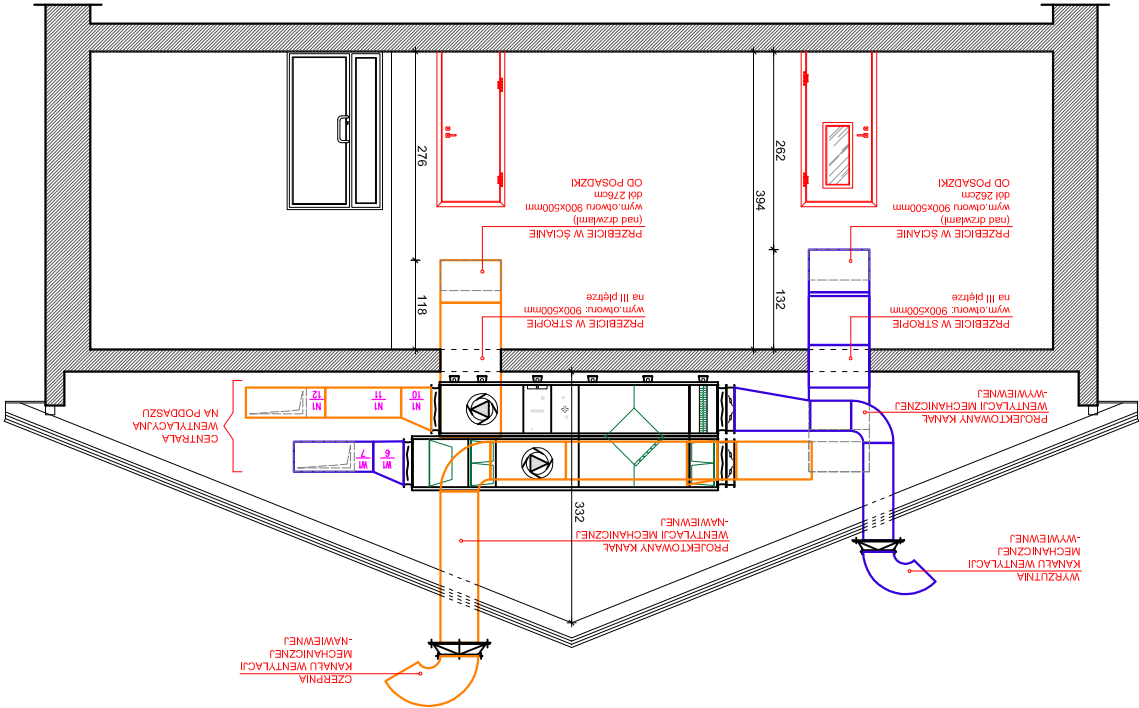 CZERPNIA
KANAŁU WENTYLACJI
MECHANICZNEJ
-NAWIEWNEJ
WYRZUTNIA
KANAŁU WENTYLACJI
MECHANICZNEJ
-WYWIEWNEJ
PROJEKTOWANY KANAŁ
WENTYLACJI MECHANICZNEJ
-NAWIEWNEJ
332
W1
6
W1
7
PROJEKTOWANY KANAŁ
WENTYLACJI MECHANICZNEJ
-WYWIEWNEJ
CENTRALA
WENTYLACYJNA
NA PODDASZU
N1
10
N1
11
N1
12
PRZEBICIE W STROPIE
wym.otworu: 900x500mm
na III piętrze
132
PRZEBICIE W STROPIE
wym.otworu: 900x500mm
na III piętrze
118
PRZEBICIE W ŚCIANIE
(nad drzwiami)
wym.otworu 900x500mm
dół 262cm
OD POSADZKI
262
394
PRZEBICIE W ŚCIANIE
(nad drzwiami)
wym.otworu 900x500mm
dół 276cm
OD POSADZKI
276